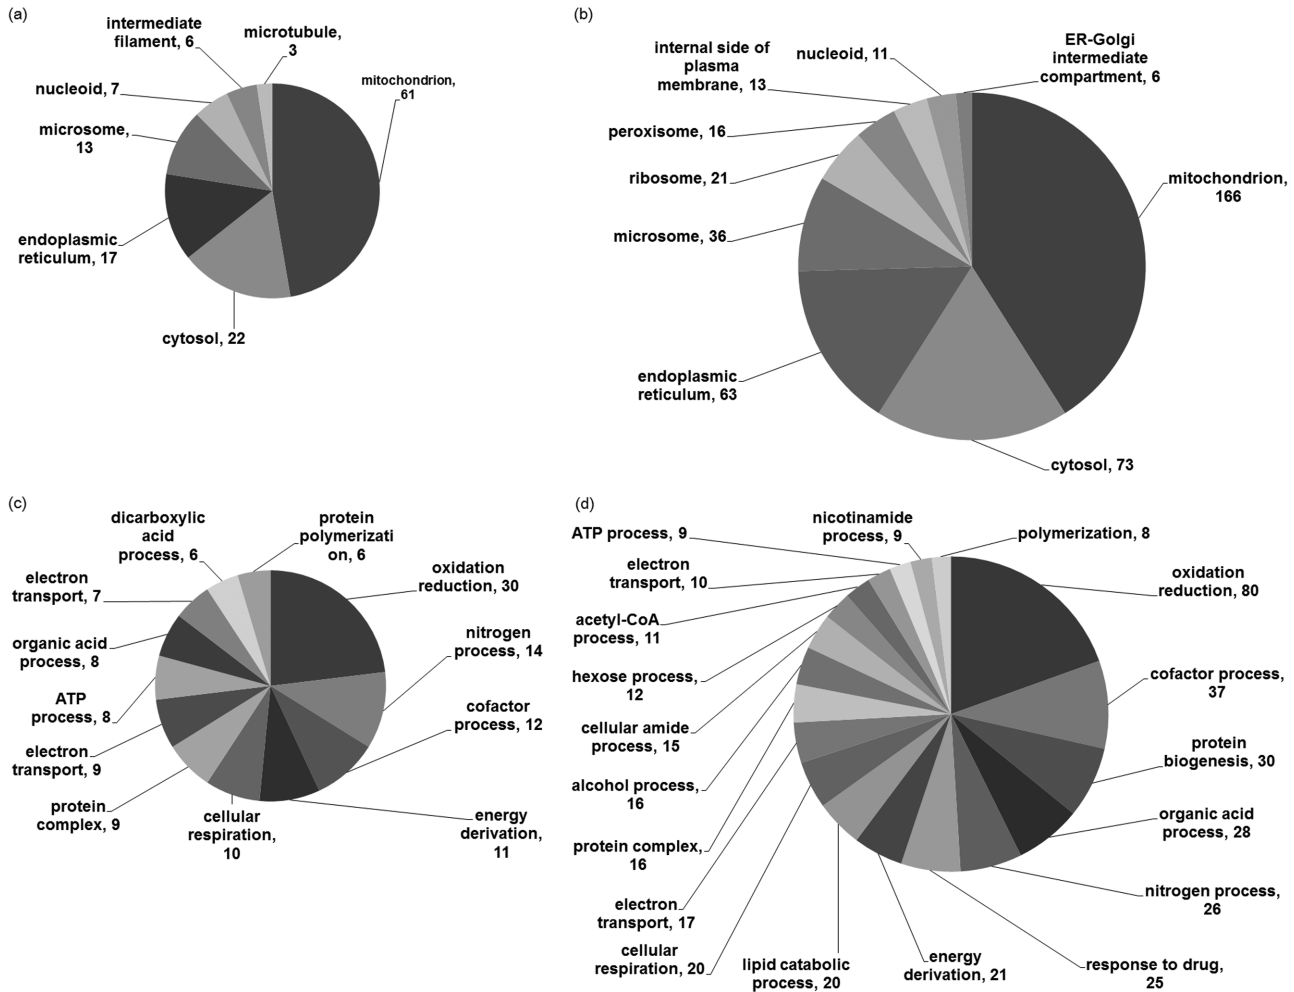 (a)
intermediate
filament, 6
microtubule,
3
mitochondrion,
61
nucleoid, 7
microsome,
13
endoplasmic
reticulum, 17
cytosol, 22
(b)
ER-Golgi
intermediate
compartment, 6
nucleoid, 11
internal side of
plasma
membrane, 13
peroxisome, 16
ribosome, 21
microsome, 36
mitochondrion,
166
endoplasmic
reticulum, 63
cytosol, 73
(c)
dicarboxylic
acid
process, 6
protein
polymerizati
on, 6
oxidation
reduction, 30
electron
transport, 7
nitrogen
process, 14
organic acid
process, 8
ATP
process, 8
cofactor
process, 12
electron
transport, 9
protein
complex, 9
cellular
respiration,
10
energy
derivation,
11
(d)
nicotinamide
process, 9
ATP process, 9
polymerization, 8
electron
transport, 10
oxidation
reduction, 80
acetyl-CoA
process, 11
hexose process,
12
cofactor process,
37
cellular amide
process, 15
protein
biogenesis, 30
alcohol process,
16
organic acid
process, 28
protein complex,
16
nitrogen process,
26
electron
transport, 17
cellular
respiration, 20
lipid catabolic
process, 20
energy
derivation, 21
response to drug,
25